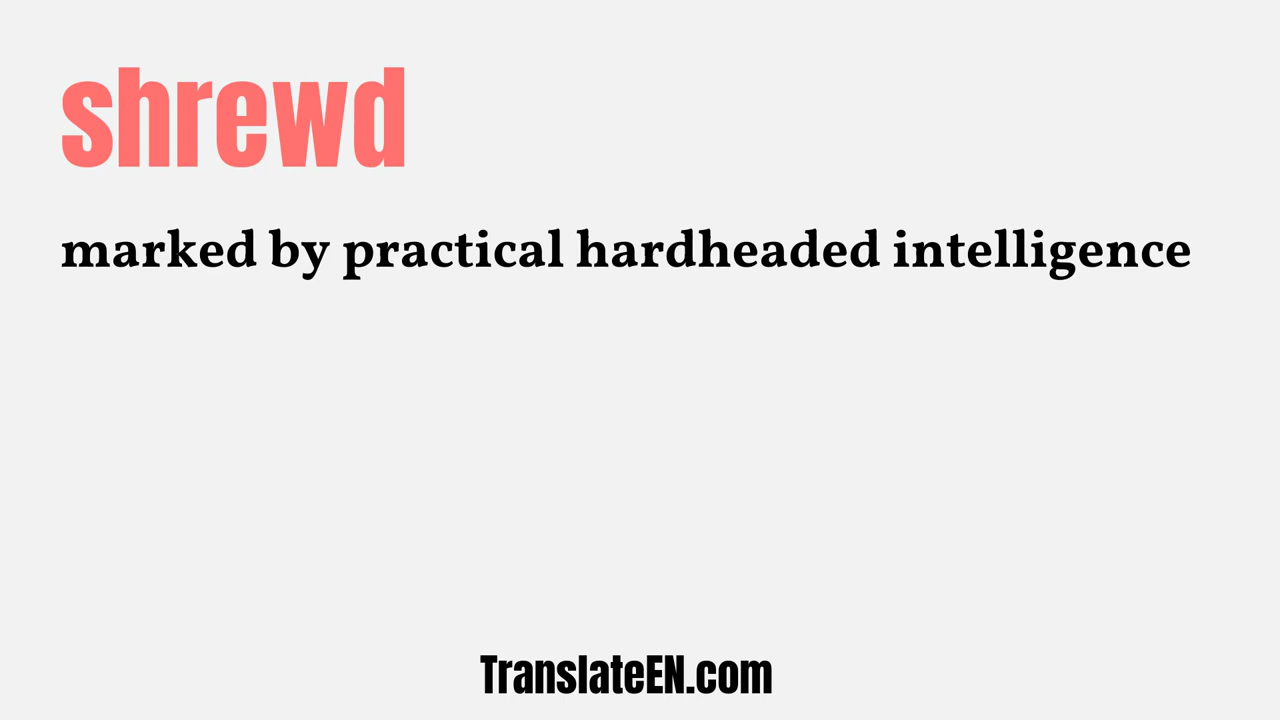 shrewd
marked by practical hardheaded intelligence
TranslateEN.com